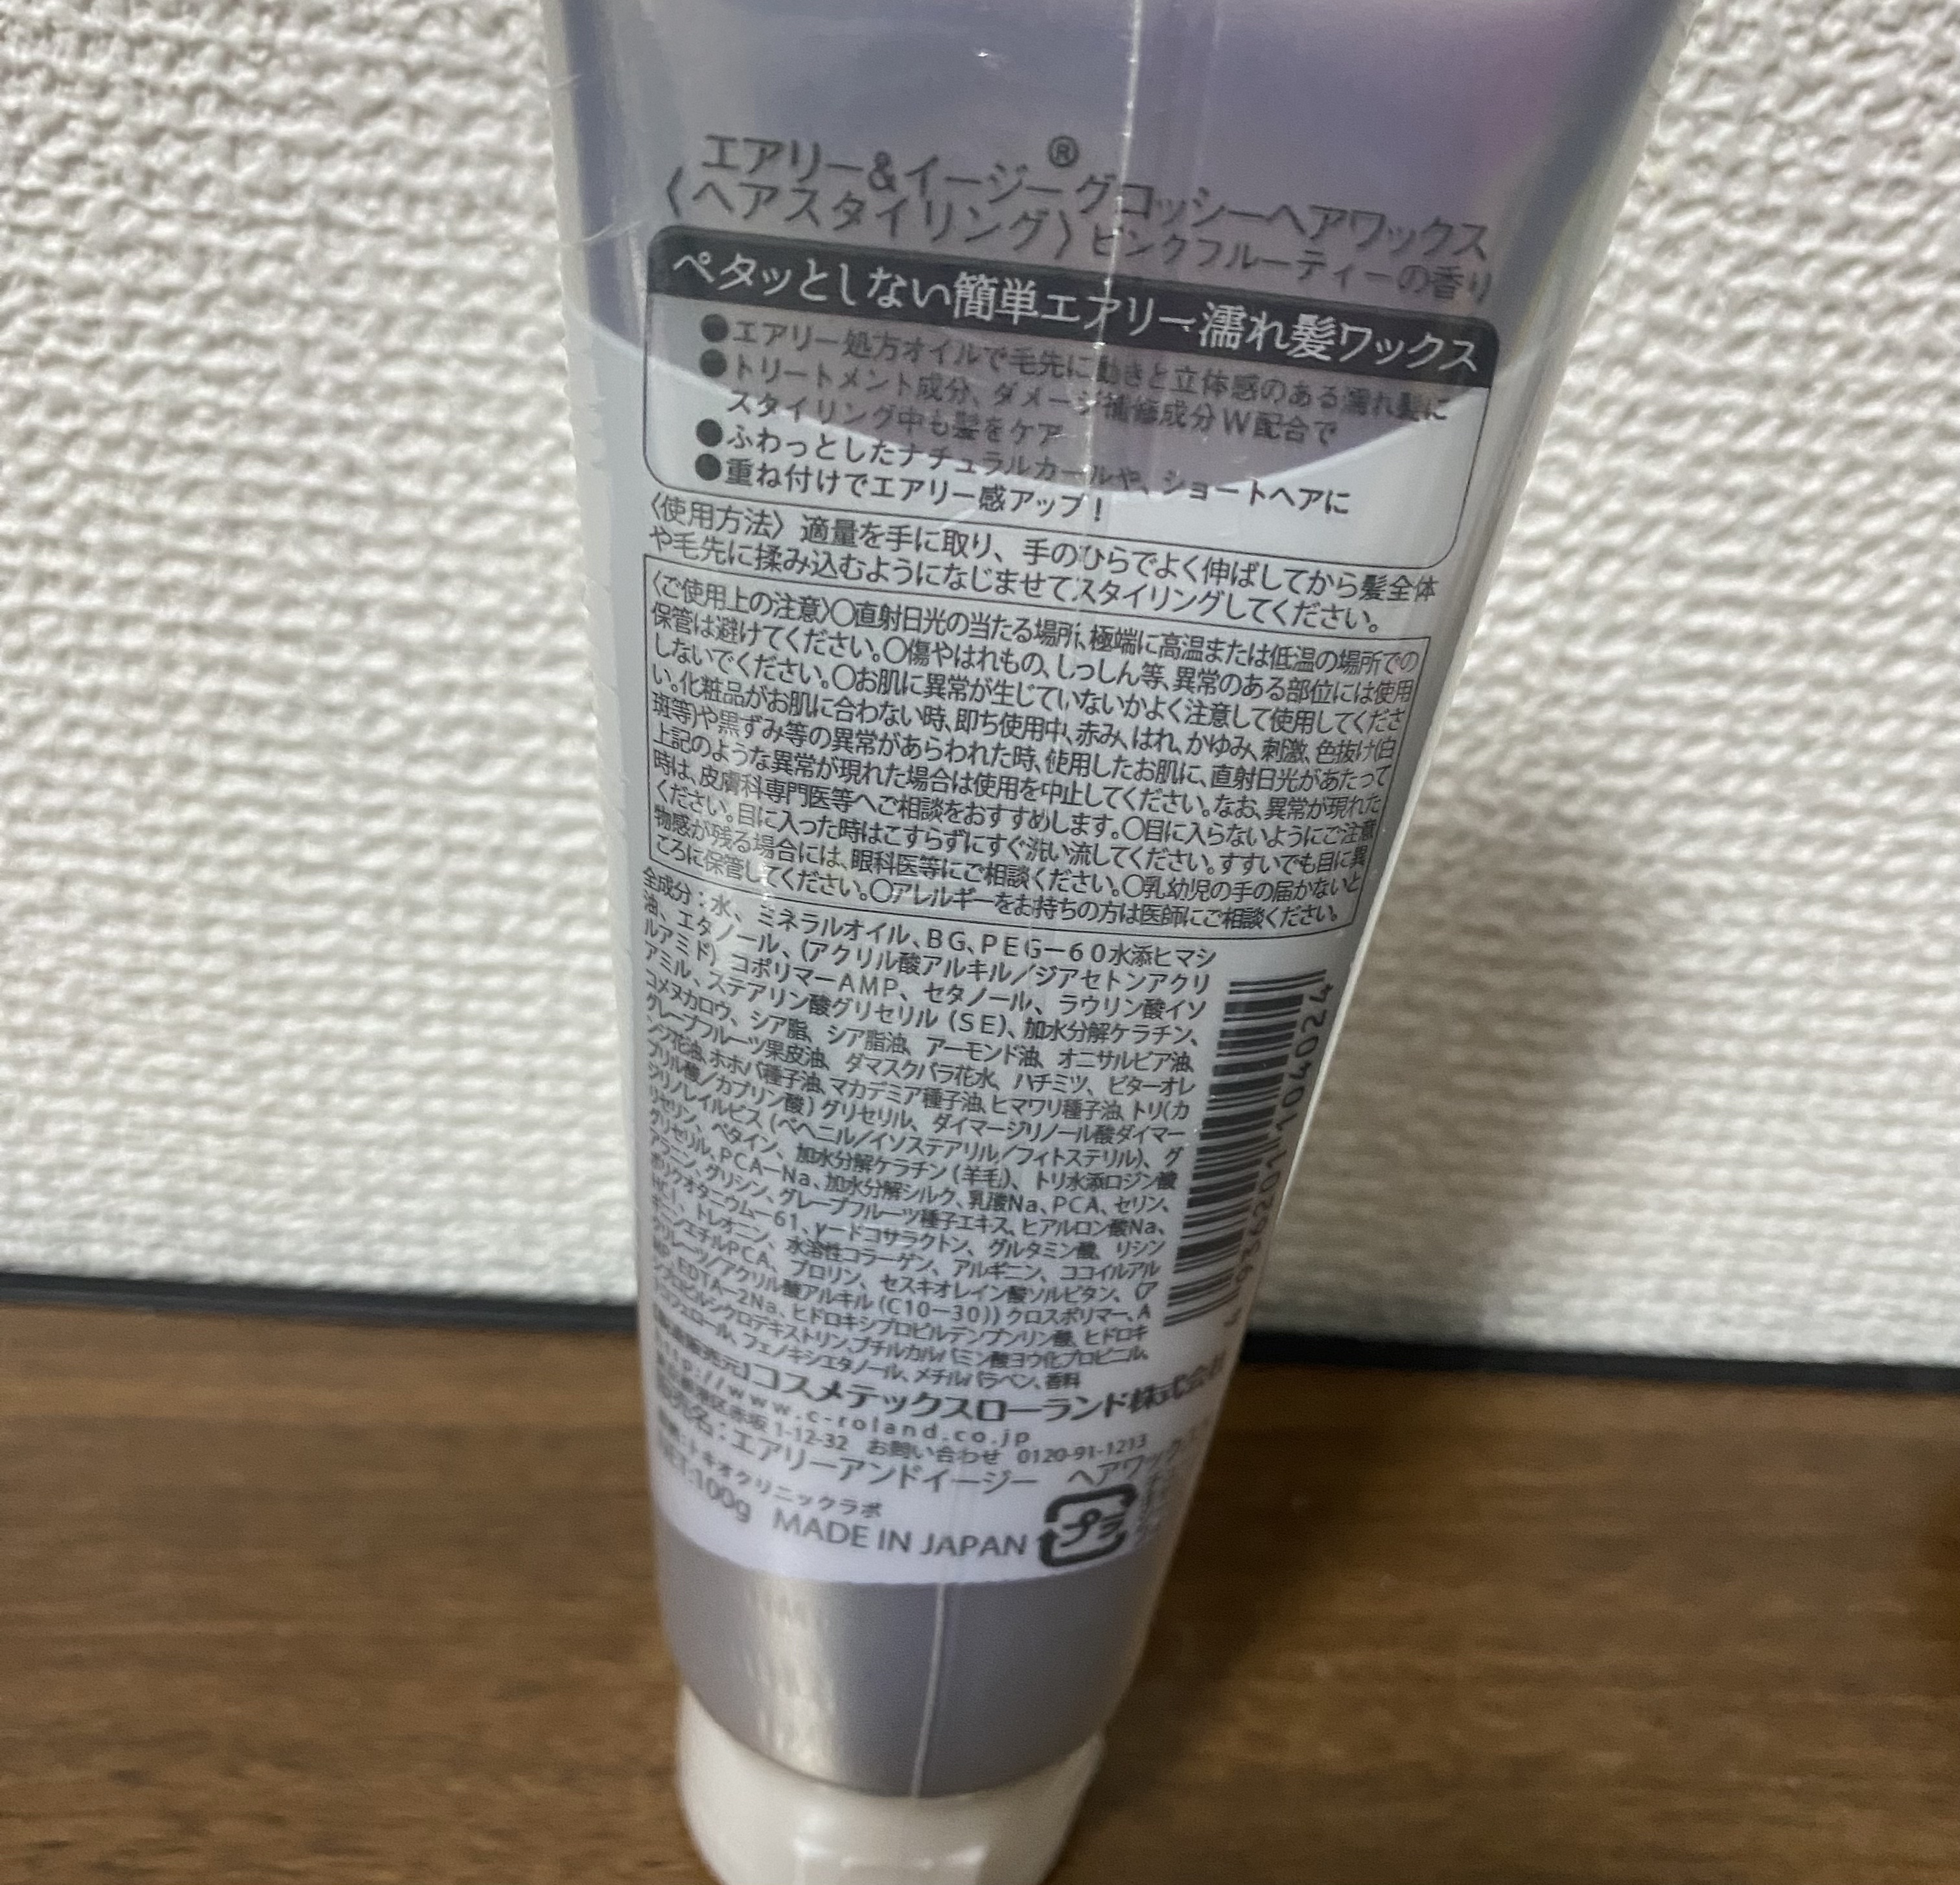 エアリー&イージー®グロッシーヘアワックス
〈ヘアスタイリング〉ピンクフルーティーの香り
ペタッとしない簡単エアリー濡れ髪ワックス
●エアリー処方オイルで毛先に動きと立体感のある濡れ髪に
●トリートメント成分、ダメージ補修成分W配合で
スタイリング中も髪をケア
●ふわっとしたナチュラルカールや、ショートヘアに
●重ね付けでエアリー感アップ!
〈使用方法〉適量を手に取り、手のひらでよく伸ばしてから髪全体
や毛先に揉み込むようになじませてスタイリングしてください。
〈ご使用上の注意〉○直射日光の当たる場所、極端に高温または低温の場所での
保管は避けてください。○傷やはれもの、しっしん等、異常のある部位には使用
しないでください。○お肌に異常が生じていないかよく注意して使用してくださ
い。化粧品がお肌に合わない時、即ち使用中、赤み、はれ、かゆみ、刺激、色抜け(白
斑等)や黒ずみ等の異常があらわれた時、使用したお肌に、直射日光があたって
上記のような異常が現れた場合は使用を中止してください。なお、異常が現れた
時は、皮膚科専門医等へご相談をおすすめします。○目に入らないようにご注意
ください。目に入った時はこすらずにすぐ洗い流してください。すすいでも目に異
物感が残る場合には、眼科医等にご相談ください。○乳幼児の手の届かないと
ころに保管してください。○アレルギーをお持ちの方は医師にご相談ください。
全成分:水、ミネラルオイル、BG、PEG-60水添ヒマシ
油、エタノール、(アクリル酸アルキル/ジアセトンアクリ
ルアミド)コポリマーAMP、セタノール、ラウリン酸イソ
アミル、ステアリン酸グリセリル(SE)、加水分解ケラチン、
コメヌカロウ、シア脂、シア脂油、アーモンド油、オニサルビア油、
グレープフルーツ果皮油、ダマスクバラ花水、ハチミツ、ビターオレ
ンジ花油、ホホバ種子油、マカデミア種子油、ヒマワリ種子油、トリ(カ
プリル酸/カプリン酸)グリセリル、ダイマージリノール酸ダイマー
ジリノレイルビス(ベヘニル/イソステアリル/フィトステリル)、グ
リセリン、ベタイン、加水分解ケラチン(羊毛)、トリ水添ロジン酸
グリセリル、PCA-Na、加水分解シルク、乳酸Na、PCA、セリン、
アラニン、グリシン、グレープフルーツ種子エキス、ヒアルロン酸Na、
ポリクオタニウム-61、γ-ドコサラクトン、グルタミン酸、リシン
HCl、トレオニン、水溶性コラーゲン、アルギニン、ココイルアル
ギニンエチルPCA、プロリン、セスキオレイン酸ソルビタン、(ア
クリレーツ/アクリル酸アルキル(C10-30))クロスポリマー、A
MP、EDTA-2Na、ヒドロキシプロピルデンプンリン酸、ヒドロキ
シプロピルシクロデキストリン、ブチルカルバミン酸ヨウ化プロピニル、
トコフェロール、フェノキシエタノール、メチルパラベン、香料
コスメテックスローランド株式会社
http://www.c-roland.co.jp
赤坂1-12-32 お問い合わせ 0120-91-1213
エアリーアンドイージー ヘアワックス
トキオクリニックラボ
100g MADE IN JAPAN
プラ